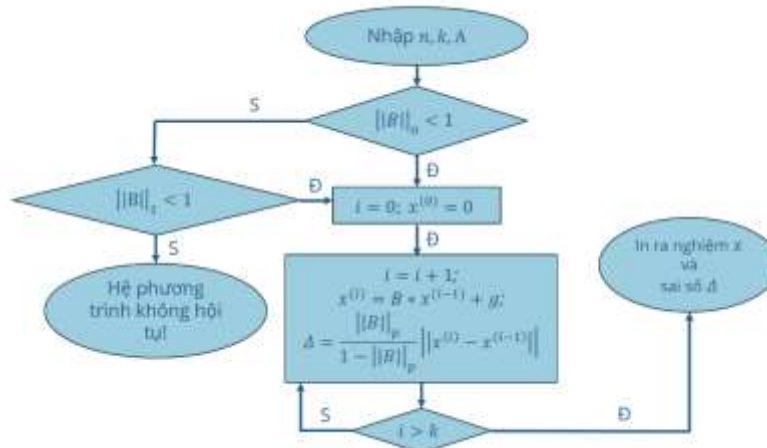 Nhập n, k, A
||B||₀ < 1
S
Đ
||B||₁ < 1
Đ
S
i = 0; x⁽⁰⁾ = 0
Đ
Hệ phương
trình không hội
tụ!
i = i + 1;
x⁽ⁱ⁾ = B * x⁽ⁱ⁻¹⁾ + g;
Δ = ||B||ₚ / (1 − ||B||ₚ) ||x⁽ⁱ⁾ − x⁽ⁱ⁻¹⁾||
S
i > k
Đ
In ra nghiệm x
và
sai số Δ